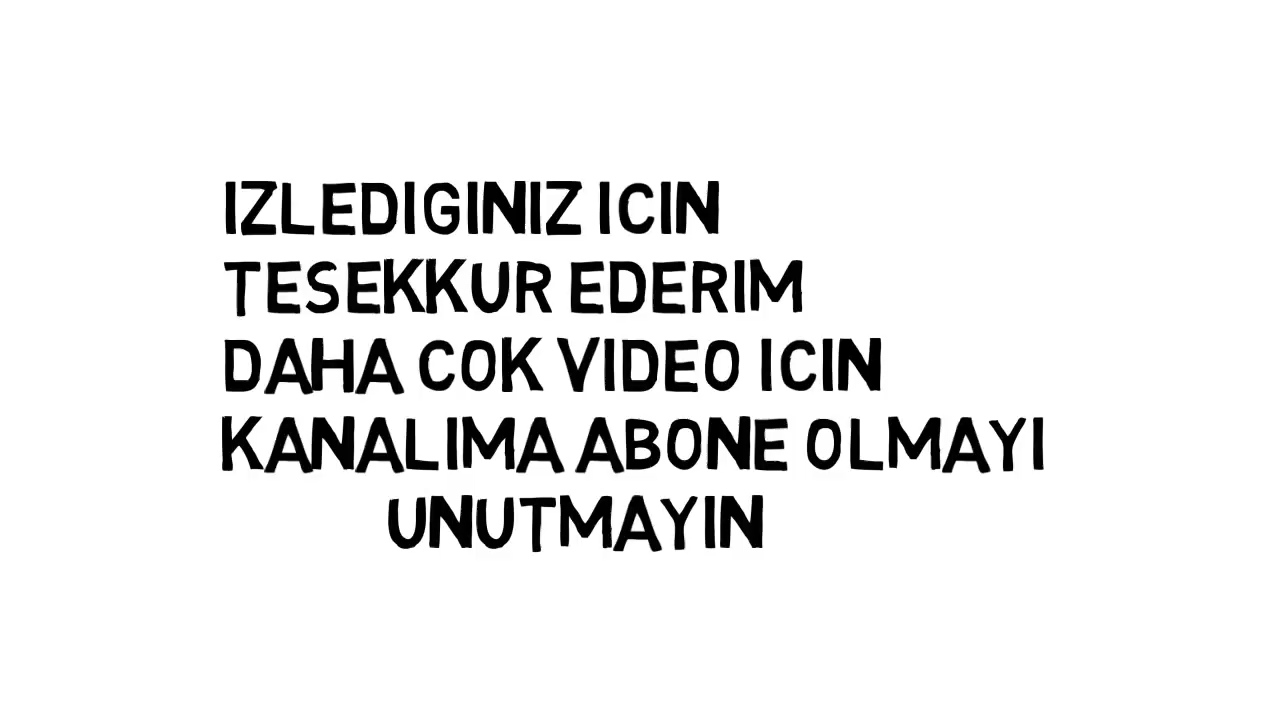 IZLEDIGINIZ ICIN
TESEKKUR EDERIM
DAHA COK VIDEO ICIN
KANALIMA ABONE OLMAYI
UNUTMAYIN